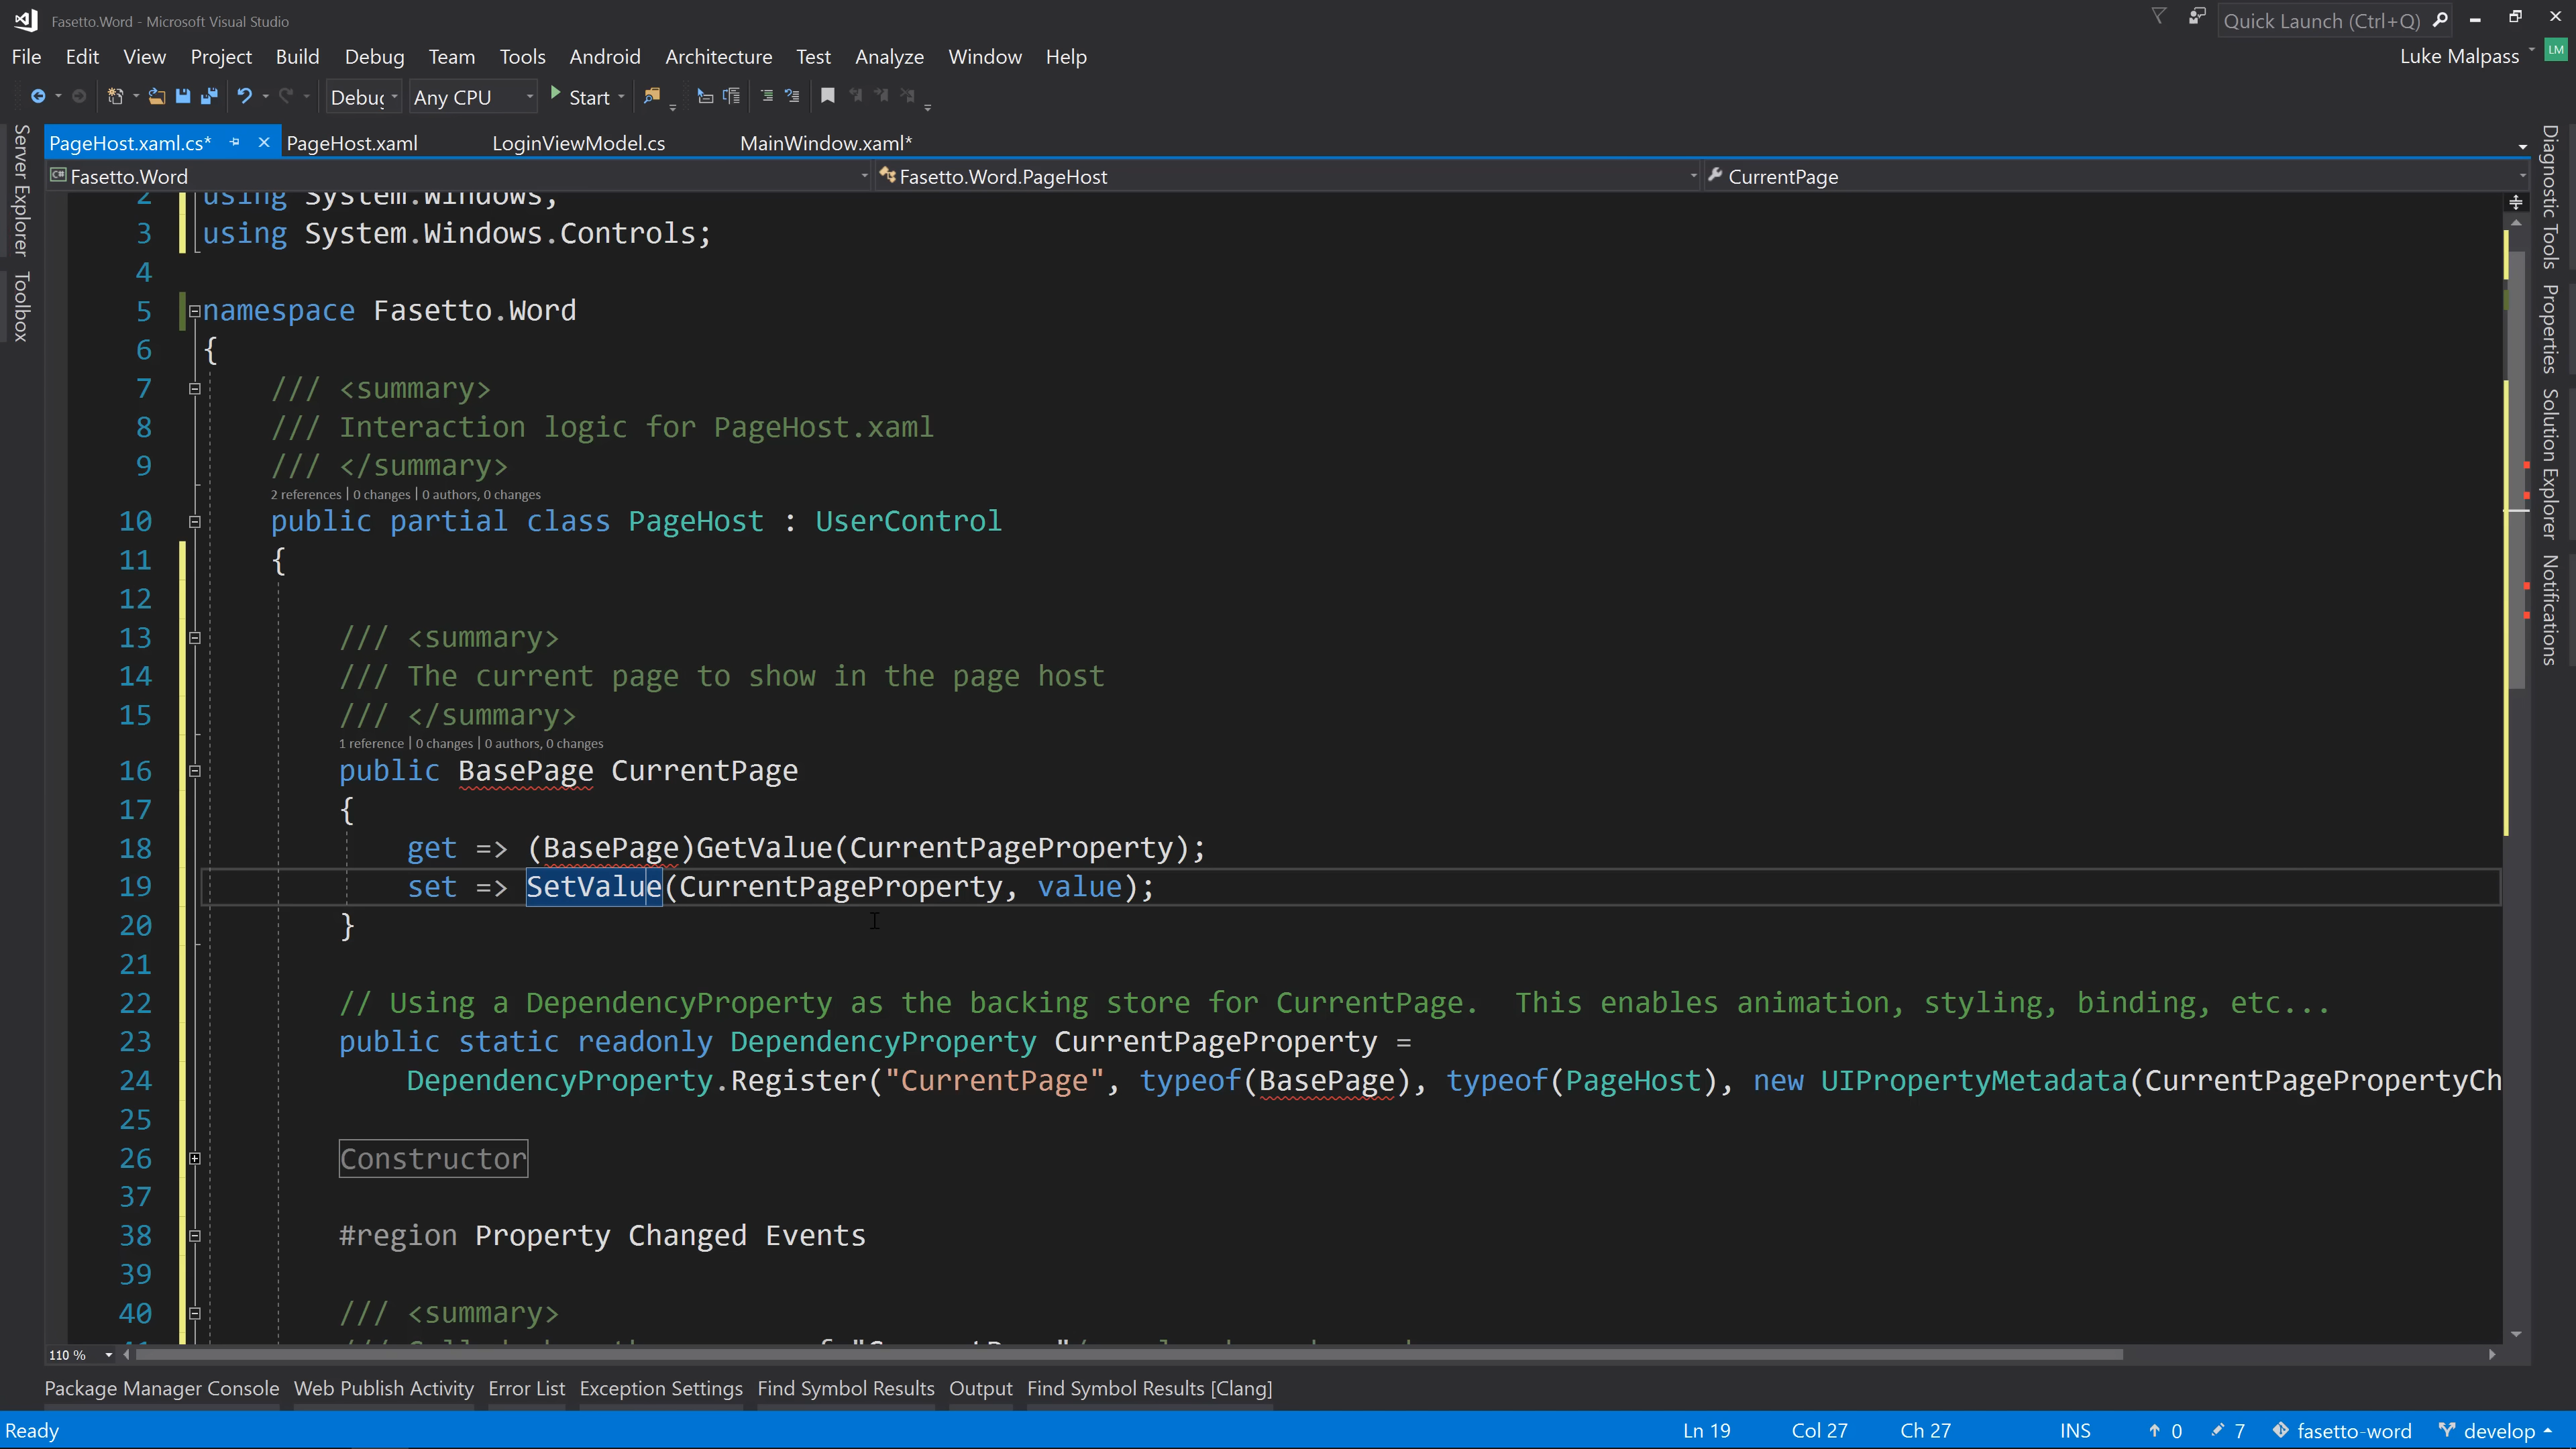 Fasetto.Word - Microsoft Visual Studio
Quick Launch (Ctrl+Q)
File Edit View Project Build Debug Team Tools Android Architecture Test Analyze Window Help
Luke Malpass LM
Debug Any CPU Start
PageHost.xaml.cs* PageHost.xaml LoginViewModel.cs MainWindow.xaml*
Fasetto.Word Fasetto.Word.PageHost CurrentPage
Server Explorer
Toolbox
Diagnostic Tools
Properties
Solution Explorer
Notifications
2 using System.Windows;
3 using System.Windows.Controls;
4
5 namespace Fasetto.Word
6 {
7 /// <summary>
8 /// Interaction logic for PageHost.xaml
9 /// </summary>
2 references | 0 changes | 0 authors, 0 changes
10 public partial class PageHost : UserControl
11 {
12
13 /// <summary>
14 /// The current page to show in the page host
15 /// </summary>
1 reference | 0 changes | 0 authors, 0 changes
16 public BasePage CurrentPage
17 {
18 get => (BasePage)GetValue(CurrentPageProperty);
19 set => SetValue(CurrentPageProperty, value);
20 }
21
22 // Using a DependencyProperty as the backing store for CurrentPage.  This enables animation, styling, binding, etc...
23 public static readonly DependencyProperty CurrentPageProperty =
24 DependencyProperty.Register("CurrentPage", typeof(BasePage), typeof(PageHost), new UIPropertyMetadata(CurrentPagePropertyCh
25
26 Constructor
37
38 #region Property Changed Events
39
40 /// <summary>
110 %
Package Manager Console Web Publish Activity Error List Exception Settings Find Symbol Results Output Find Symbol Results [Clang]
Ready Ln 19 Col 27 Ch 27 INS 0 7 fasetto-word develop